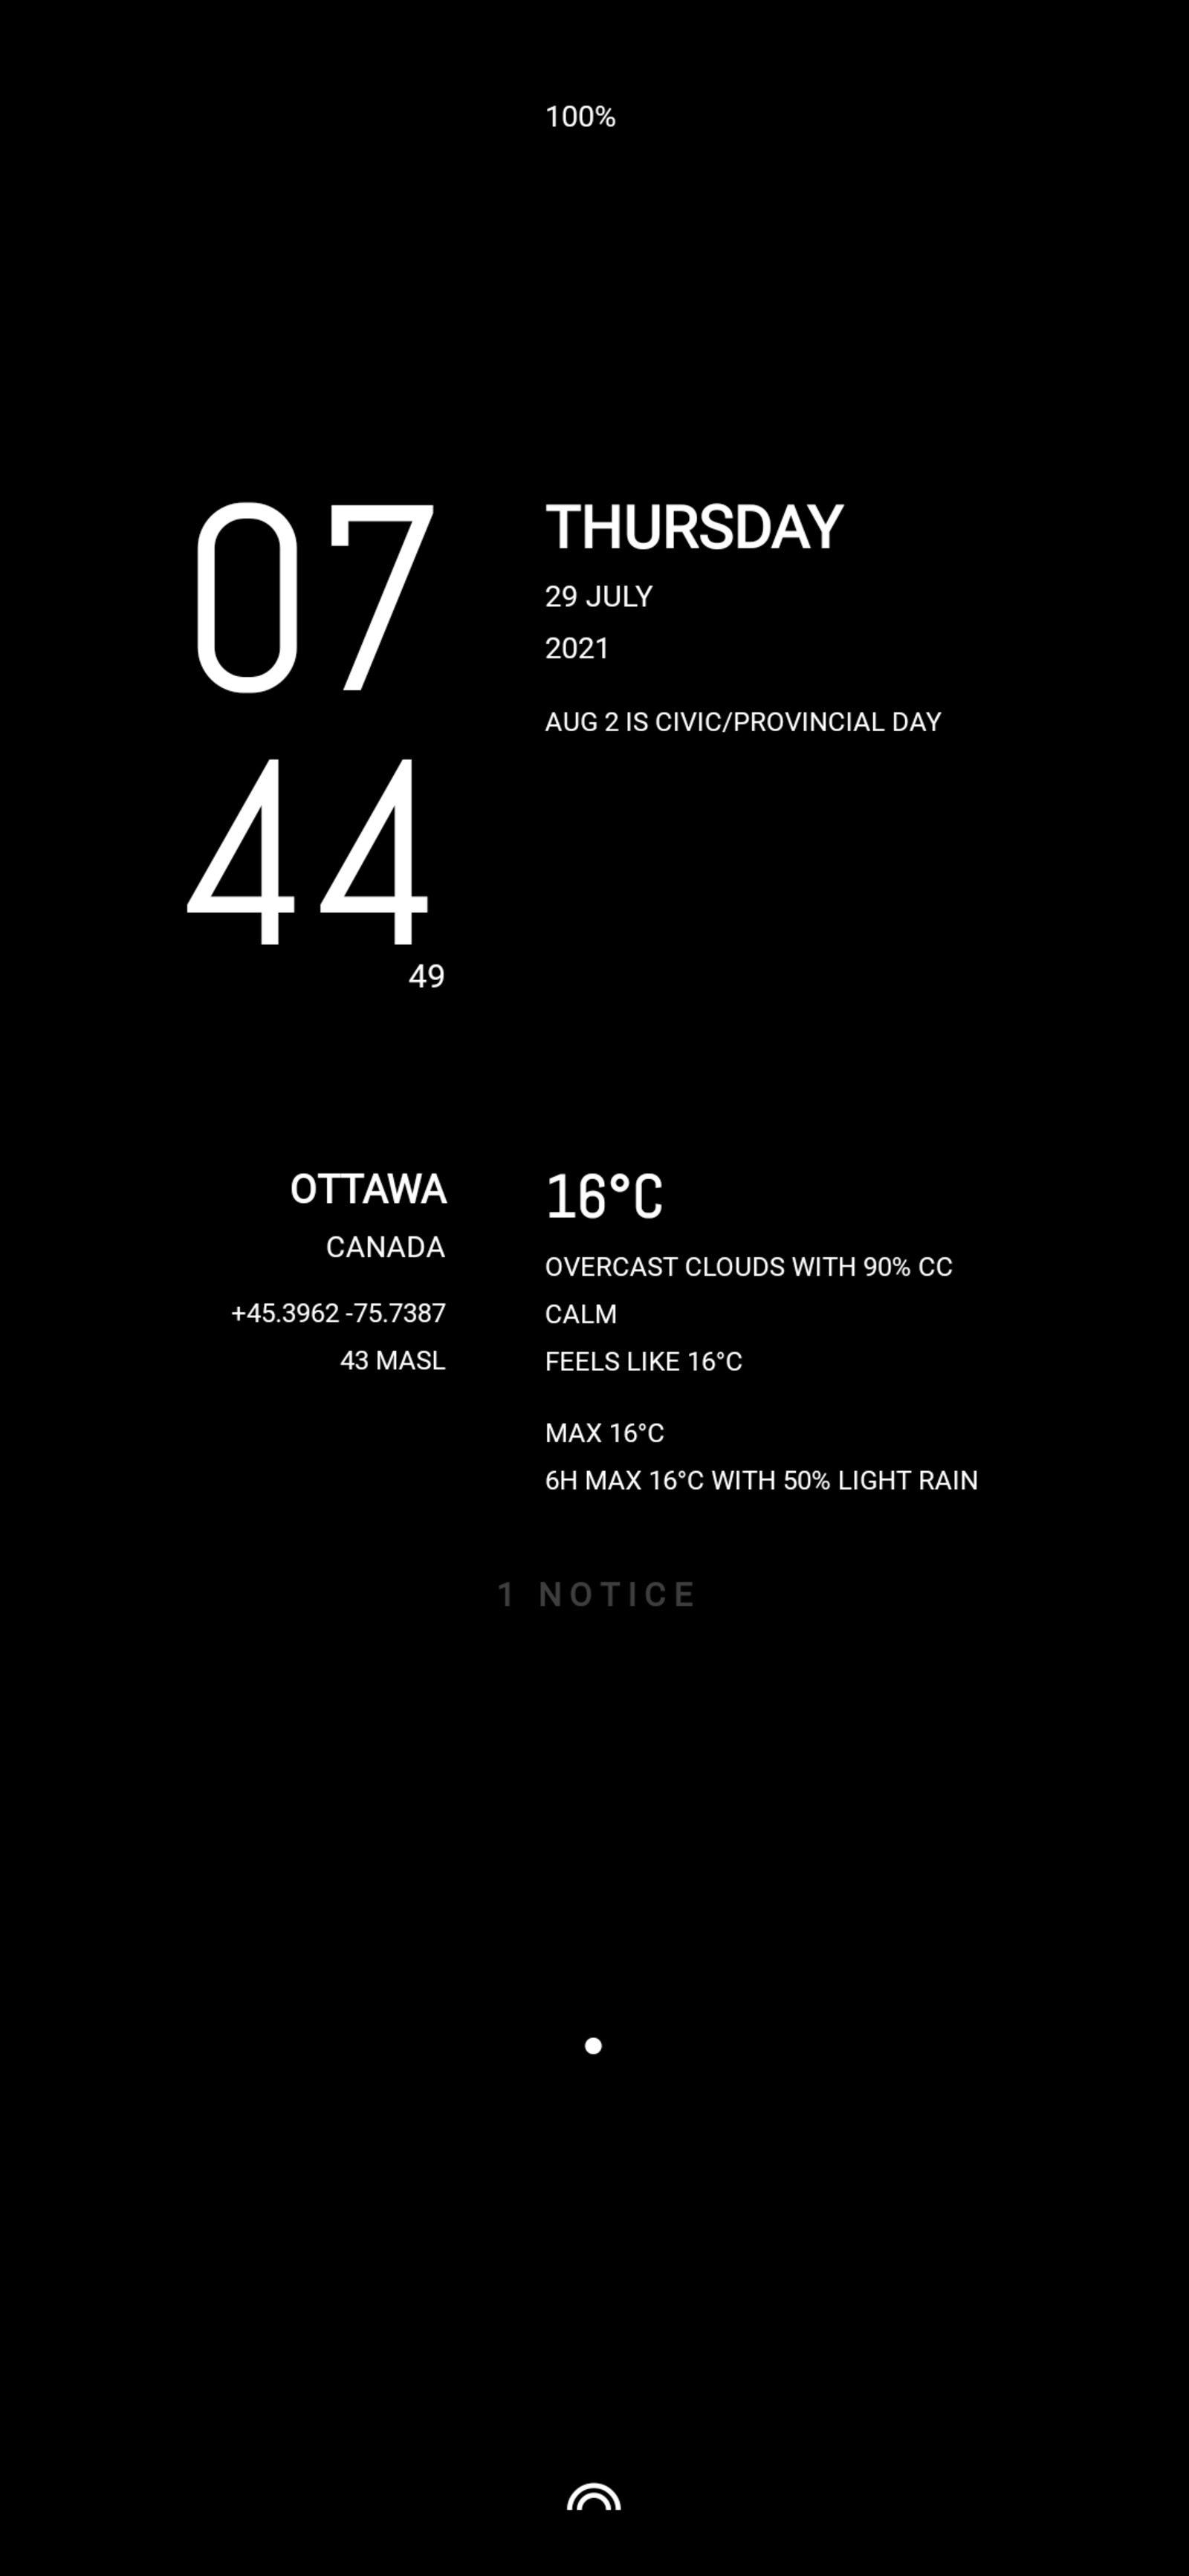 100%
07
44
49
THURSDAY
29 JULY
2021
AUG 2 IS CIVIC/PROVINCIAL DAY
OTTAWA
CANADA
+45.3962 -75.7387
43 MASL
16°C
OVERCAST CLOUDS WITH 90% CC
CALM
FEELS LIKE 16°C
MAX 16°C
6H MAX 16°C WITH 50% LIGHT RAIN
1 NOTICE